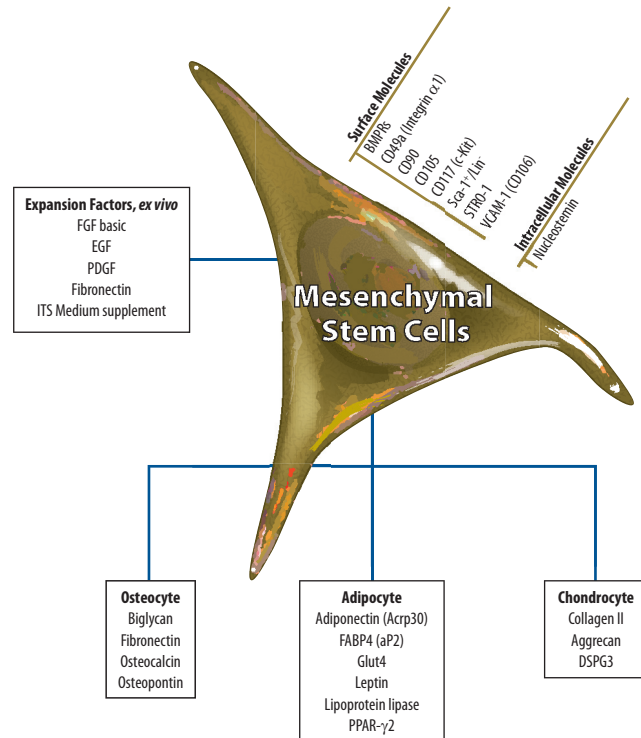 Surface Molecules
BMPRs
CD49a (Integrin α1)
CD90
CD105
CD117 (c-Kit)
Sca-1⁺/Lin⁻
STRO-1
VCAM-1 (CD106)
Intracellular Molecules
Nucleostemin
Expansion Factors, ex vivo
FGF basic
EGF
PDGF
Fibronectin
ITS Medium supplement
Mesenchymal
Stem Cells
Osteocyte
Biglycan
Fibronectin
Osteocalcin
Osteopontin
Adipocyte
Adiponectin (Acrp30)
FABP4 (aP2)
Glut4
Leptin
Lipoprotein lipase
PPAR-γ2
Chondrocyte
Collagen II
Aggrecan
DSPG3